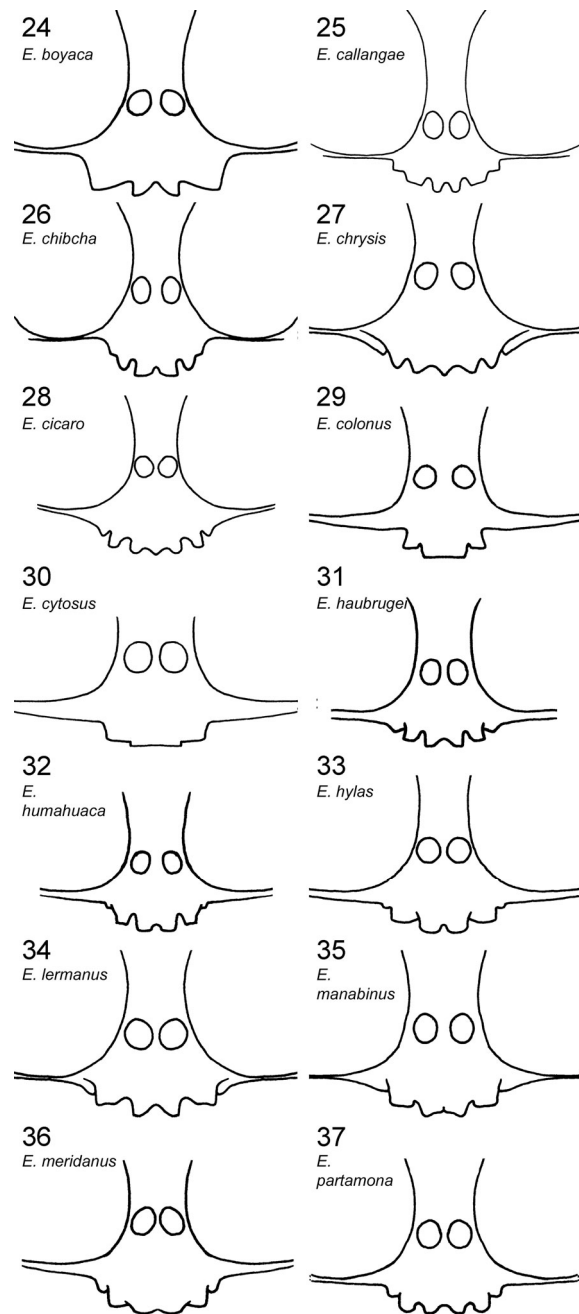 24
E. boyaca
25
E. callangae
26
E. chibcha
27
E. chrysis
28
E. cicaro
29
E. colonus
30
E. cytosus
31
E. haubrugei
32
E.
humahuaca
33
E. hylas
34
E. lermanus
35
E.
manabinus
36
E. meridanus
37
E.
partamona